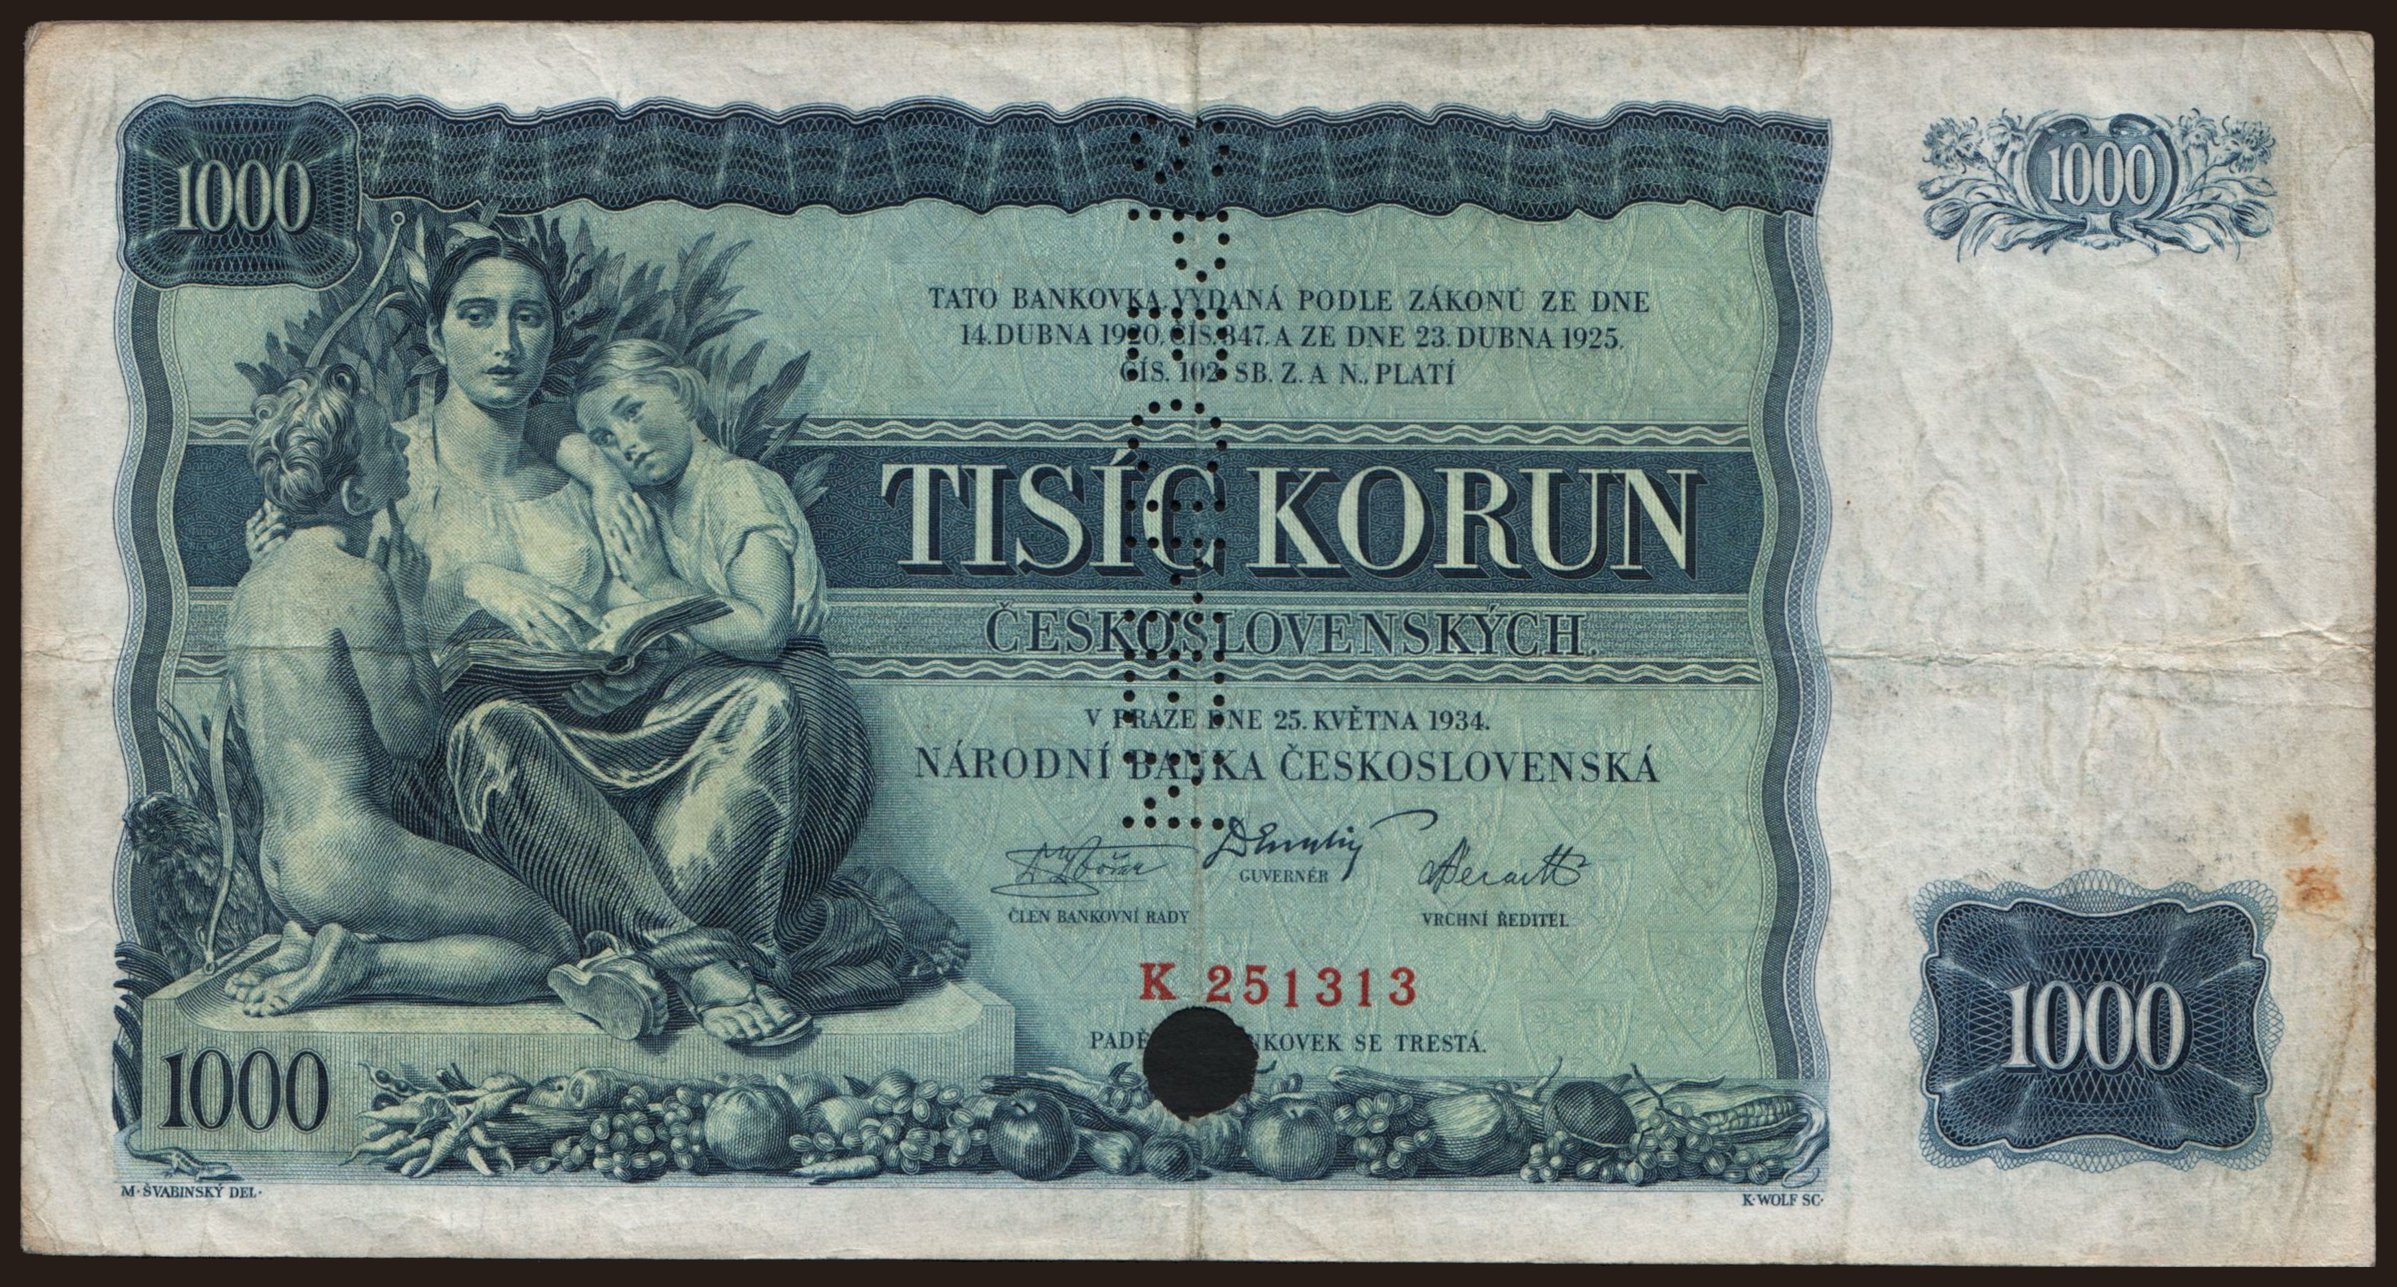 1000
1000
TATO BANKOVKA, VYDANÁ PODLE ZÁKONŮ ZE DNE
14. DUBNA 1920, ČÍS. 347. A ZE DNE 23. DUBNA 1925,
ČÍS. 102 SB. Z. A N., PLATÍ
TISÍC KORUN
ČESKOSLOVENSKÝCH.
V PRAZE DNE 25. KVĚTNA 1934.
NÁRODNÍ BANKA ČESKOSLOVENSKÁ
GUVERNÉR
ČLEN BANKOVNÍ RADY
VRCHNÍ ŘEDITEL
K 251313
PADĚ NKOVEK SE TRESTÁ.
1000
1000
M·ŠVABINSKÝ DEL·
K·WOLF SC·